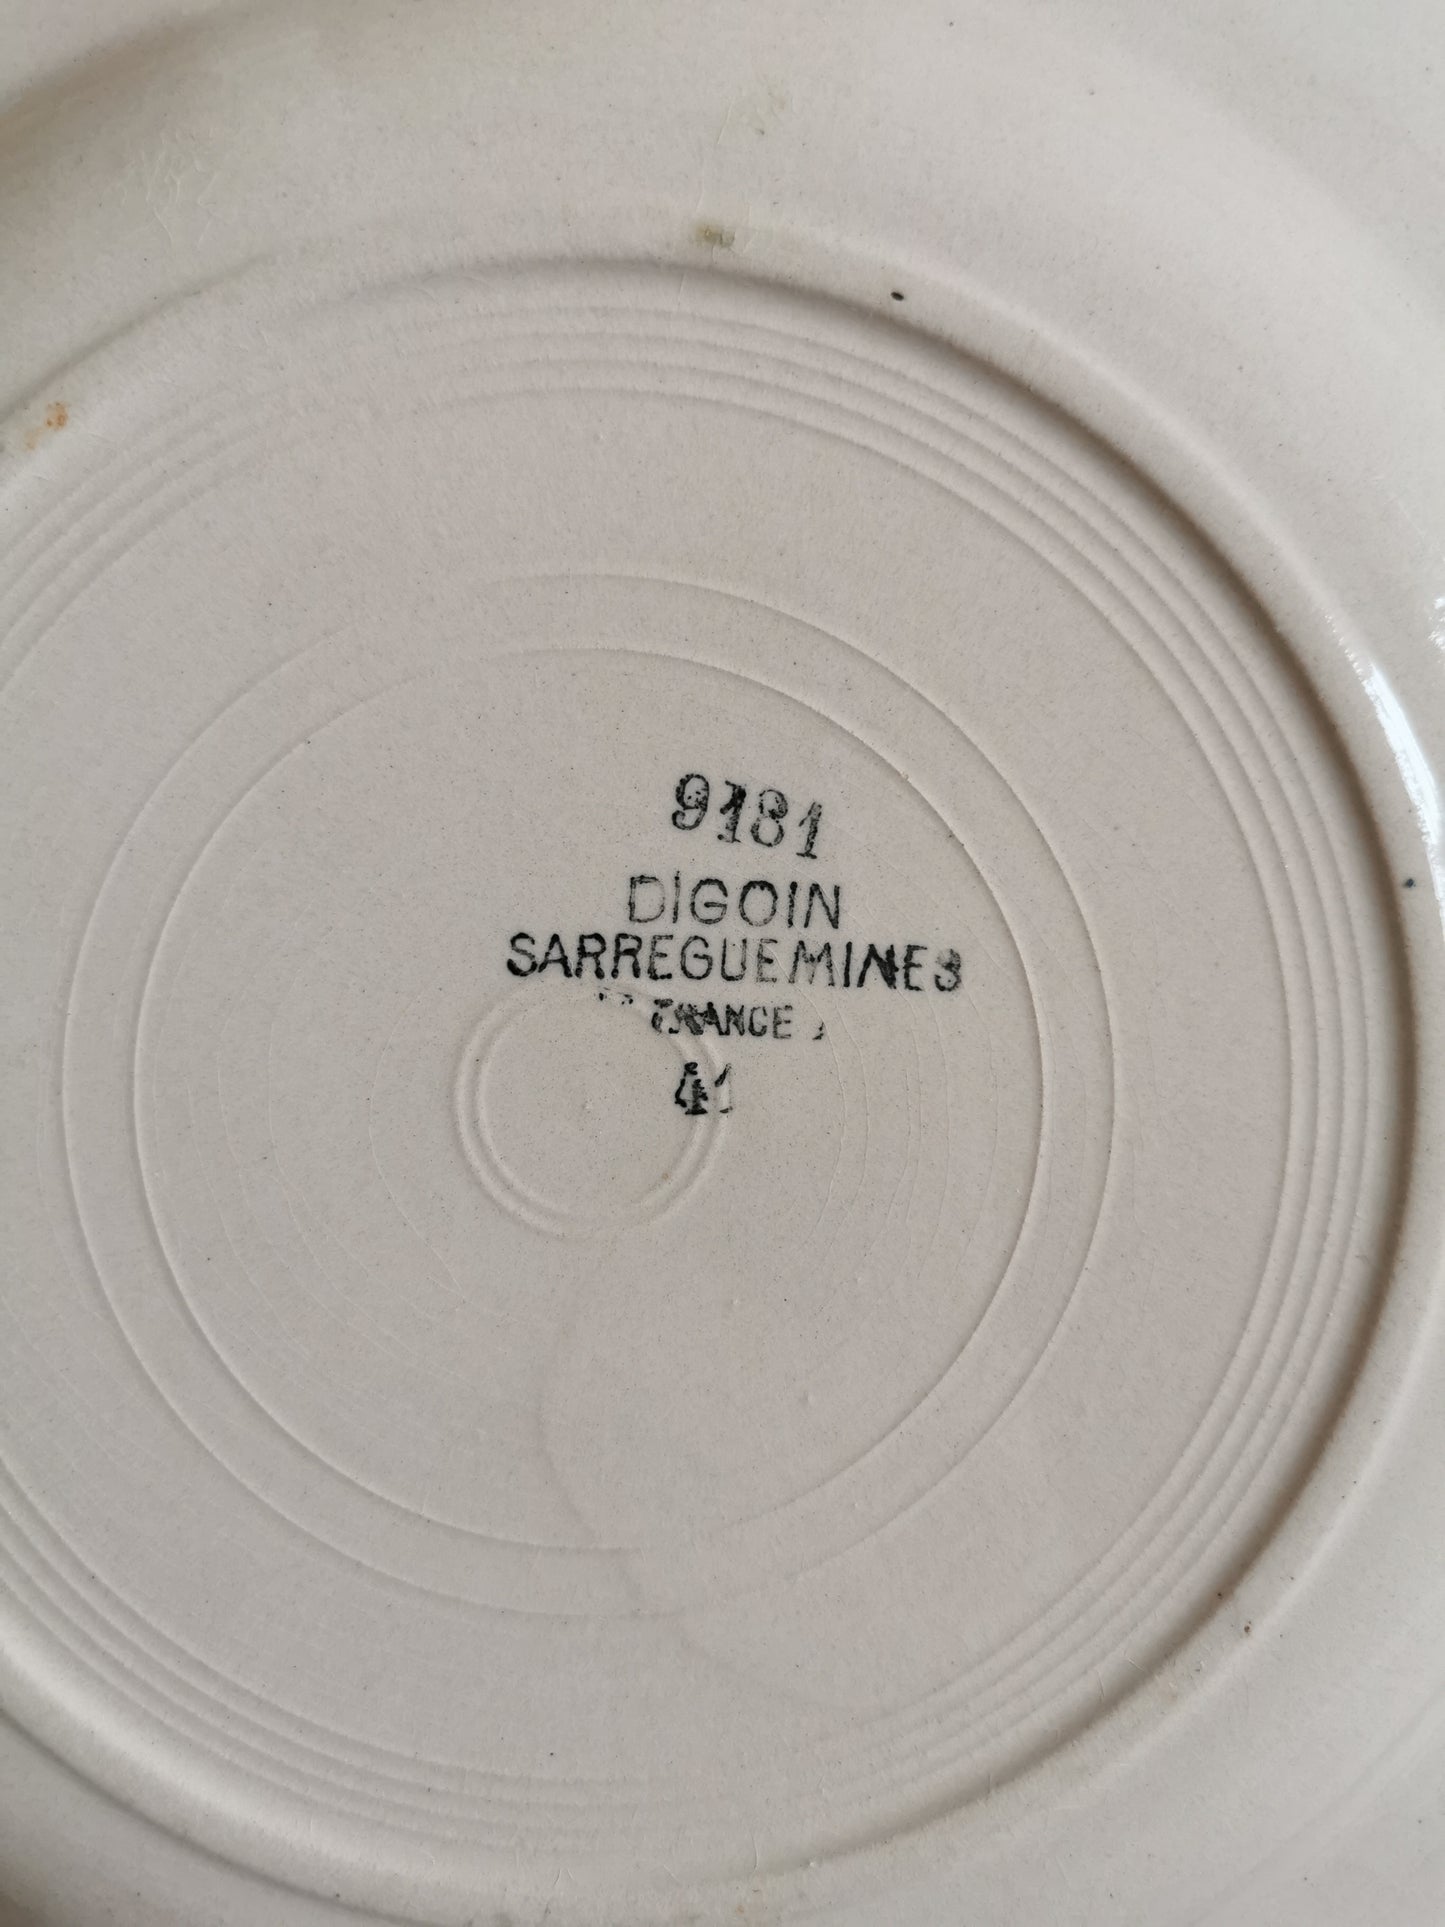 9181
DIGOIN
SARREGUEMINES
FRANCE
41